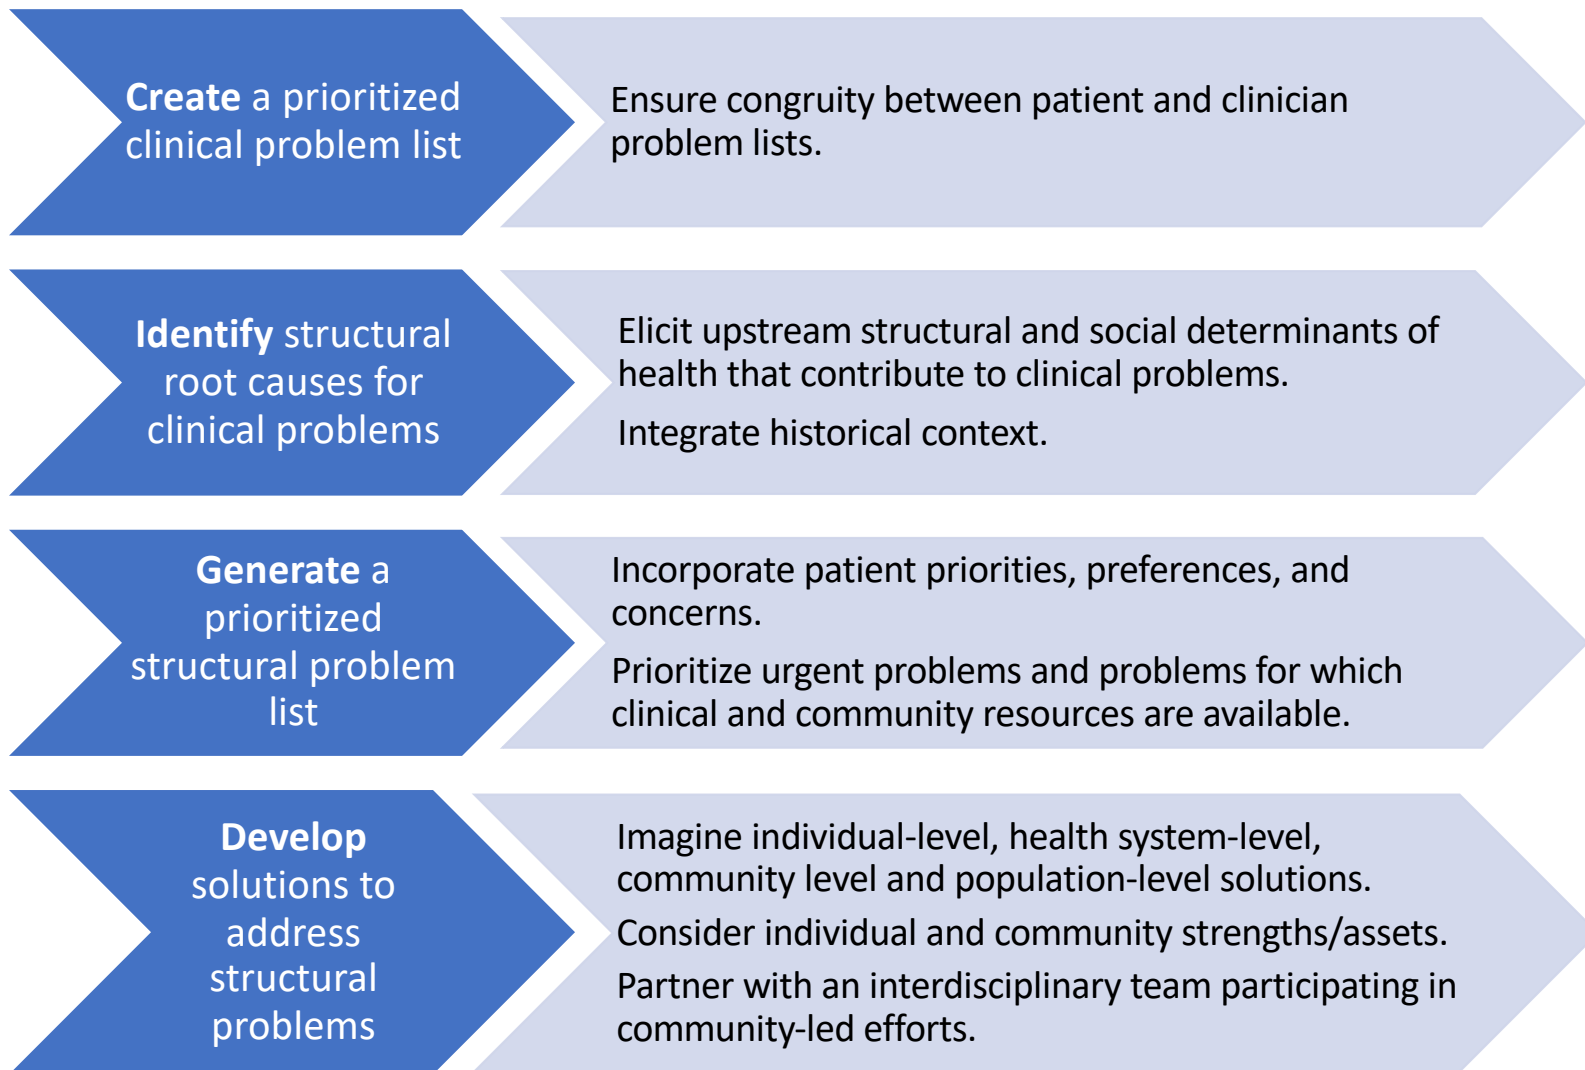 Create a prioritized
clinical problem list
Ensure congruity between patient and clinician
problem lists.
Identify structural
root causes for
clinical problems
Elicit upstream structural and social determinants of
health that contribute to clinical problems.
Integrate historical context.
Generate a
prioritized
structural problem
list
Incorporate patient priorities, preferences, and
concerns.
Prioritize urgent problems and problems for which
clinical and community resources are available.
Develop
solutions to
address
structural
problems
Imagine individual-level, health system-level,
community level and population-level solutions.
Consider individual and community strengths/assets.
Partner with an interdisciplinary team participating in
community-led efforts.